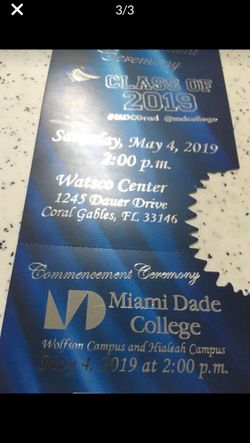 3/3
Commencement
Ceremony
CLASS OF
2019
#MDCGrad @mdcollege
Saturday, May 4, 2019
2:00 p.m.
Watsco Center
1245 Dauer Drive
Coral Gables, FL 33146
Commencement Ceremony
Miami Dade
College
Wolfson Campus and Hialeah Campus
May 4, 2019 at 2:00 p.m.